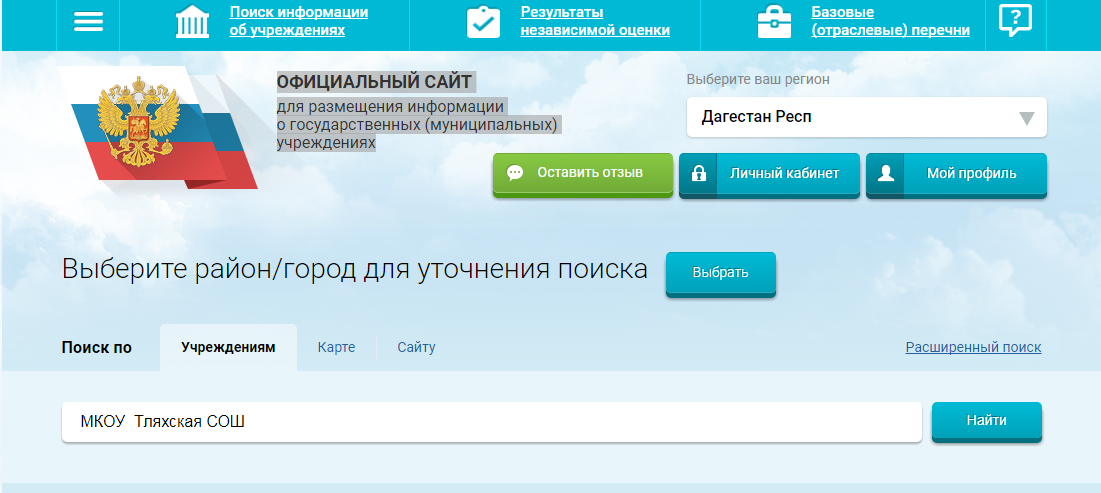 Поиск информации
об учреждениях
Результаты
независимой оценки
Базовые
(отраслевые) перечни
ОФИЦИАЛЬНЫЙ САЙТ
для размещения информации
о государственных (муниципальных)
учреждениях
Выберите ваш регион
Дагестан Респ
Оставить отзыв
Личный кабинет
Мой профиль
Выберите район/город для уточнения поиска
Выбрать
Поиск по
Учреждениям
Карте
Сайту
Расширенный поиск
МКОУ  Тляхская СОШ
Найти